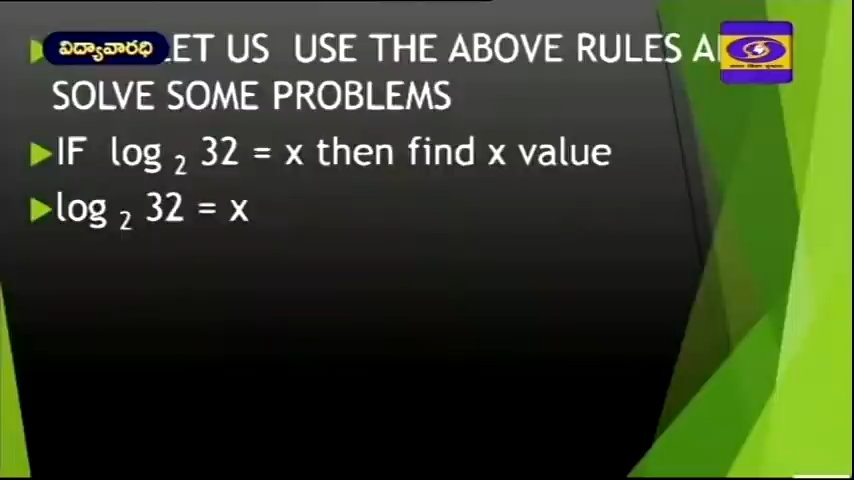 విద్యావారధి
LET US USE THE ABOVE RULES
SOLVE SOME PROBLEMS
IF log 2 32 = x then find x value
log 2 32 = x